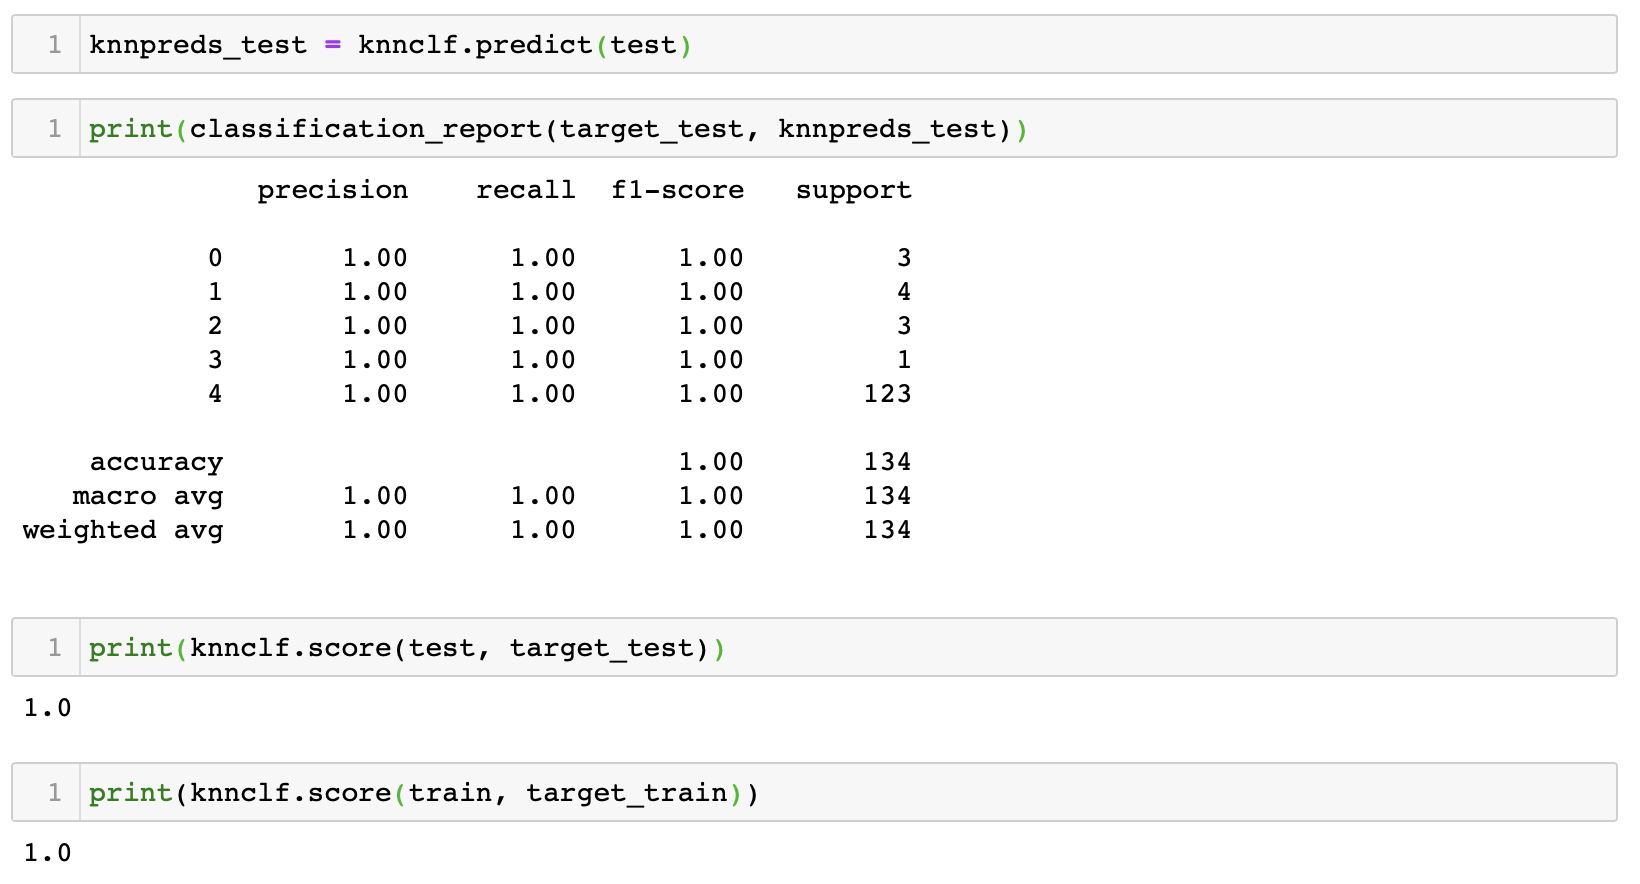 1 knnpreds_test = knnclf.predict(test)
1 print(classification_report(target_test, knnpreds_test))
precision recall f1-score support
0 1.00 1.00 1.00 3
1 1.00 1.00 1.00 4
2 1.00 1.00 1.00 3
3 1.00 1.00 1.00 1
4 1.00 1.00 1.00 123
accuracy 1.00 134
macro avg 1.00 1.00 1.00 134
weighted avg 1.00 1.00 1.00 134
1 print(knnclf.score(test, target_test))
1.0
1 print(knnclf.score(train, target_train))
1.0